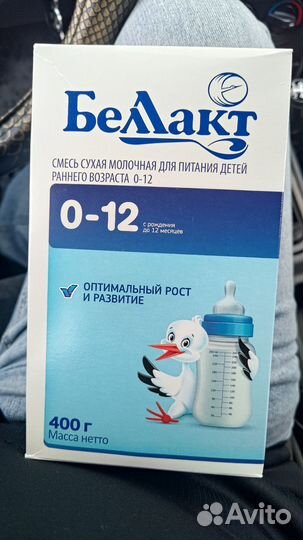 Беллакт
СМЕСЬ СУХАЯ МОЛОЧНАЯ ДЛЯ ПИТАНИЯ ДЕТЕЙ
РАННЕГО ВОЗРАСТА 0-12
0-12
с рождения
до 12 месяцев
ОПТИМАЛЬНЫЙ РОСТ
И РАЗВИТИЕ
400 г
Масса нетто
Avito